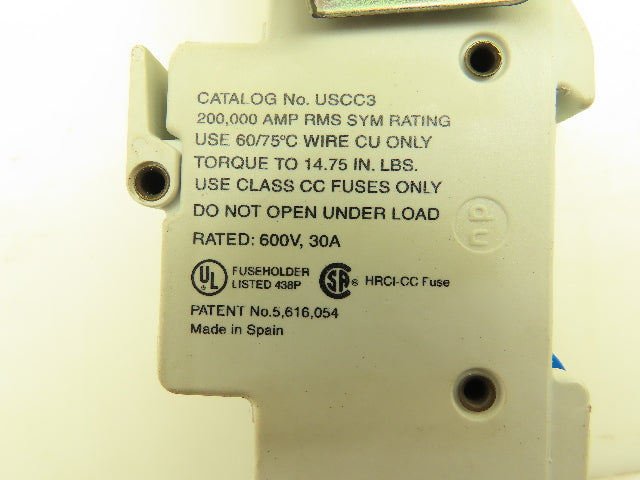 CATALOG No. USCC3
200,000 AMP RMS SYM RATING
USE 60/75°C WIRE CU ONLY
TORQUE TO 14.75 IN. LBS.
USE CLASS CC FUSES ONLY
DO NOT OPEN UNDER LOAD
RATED: 600V, 30A
UL FUSEHOLDER LISTED 438P SA ® HRCI-CC Fuse
PATENT No.5,616,054
Made in Spain